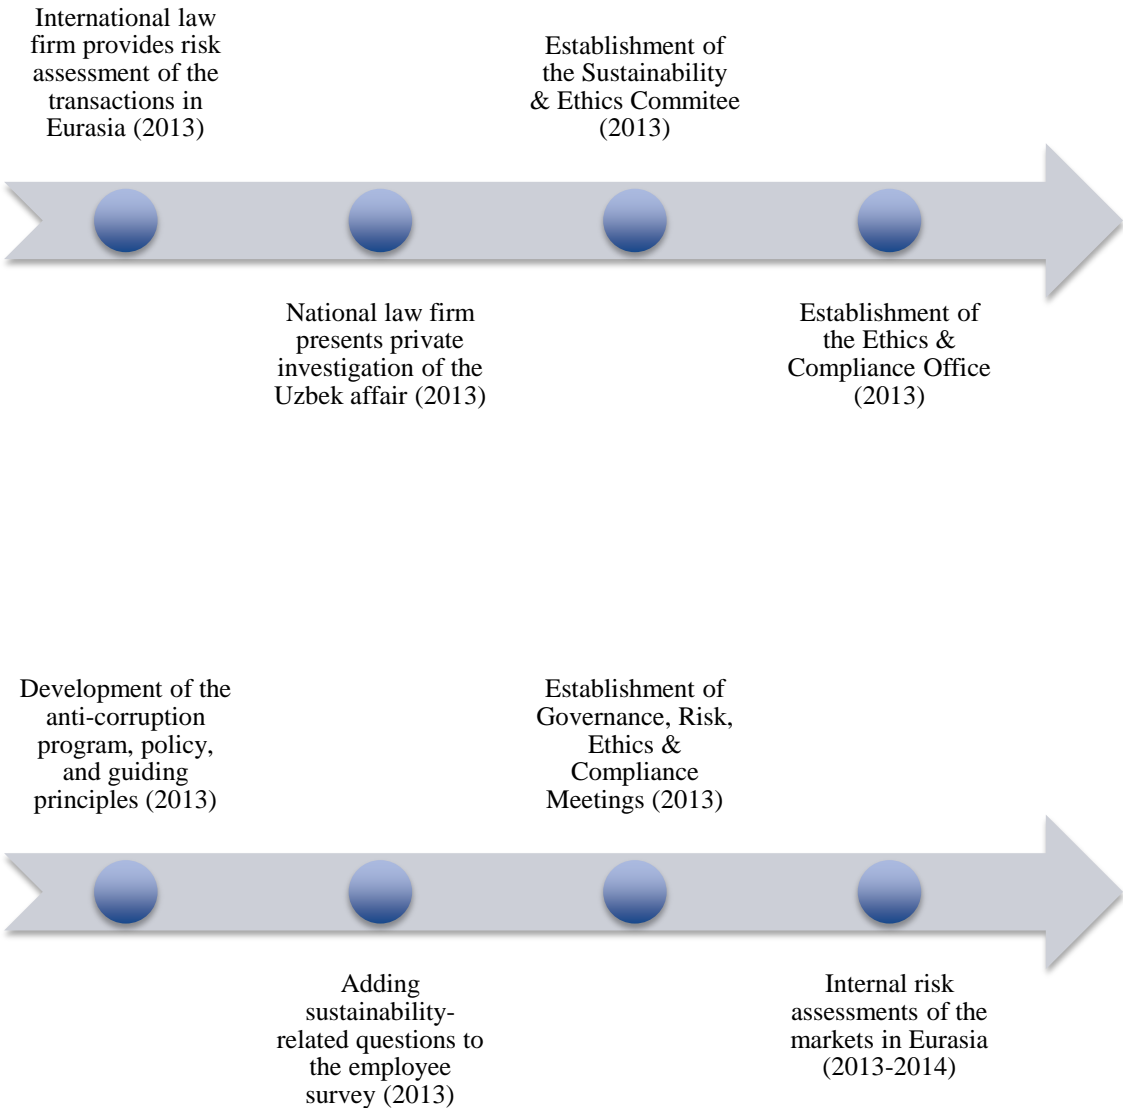 International law
firm provides risk
assessment of the
transactions in
Eurasia (2013)
National law firm
presents private
investigation of the
Uzbek affair (2013)
Establishment of
the Sustainability
& Ethics Commitee
(2013)
Establishment of
the Ethics &
Compliance Office
(2013)
Development of the
anti-corruption
program, policy,
and guiding
principles (2013)
Adding
sustainability-
related questions to
the employee
survey (2013)
Establishment of
Governance, Risk,
Ethics &
Compliance
Meetings (2013)
Internal risk
assessments of the
markets in Eurasia
(2013-2014)